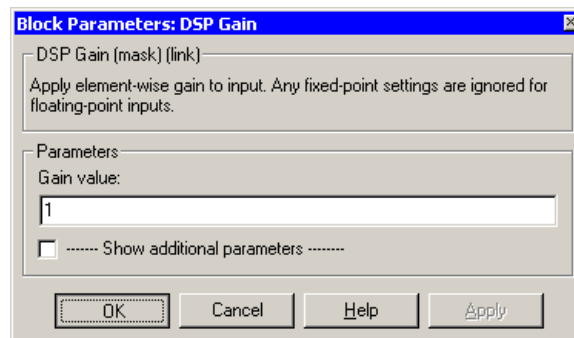 Block Parameters: DSP Gain
DSP Gain (mask) (link)
Apply element-wise gain to input. Any fixed-point settings are ignored for
floating-point inputs.
Parameters
Gain value:
1
------- Show additional parameters --------
OK Cancel Help Apply